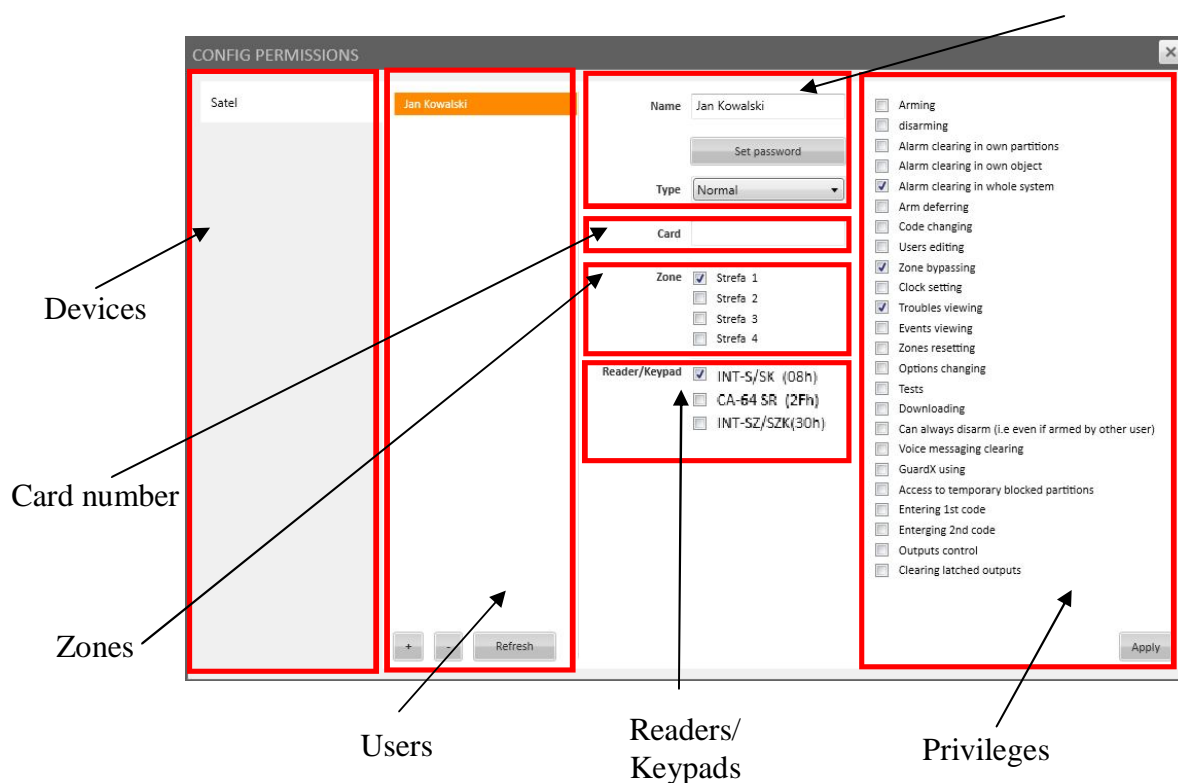 CONFIG PERMISSIONS
Satel
Jan Kowalski
Name Jan Kowalski
Set password
Type Normal
Card
Zone Strefa 1
Strefa 2
Strefa 3
Strefa 4
Reader/Keypad INT-S/SK (08h)
CA-64 SR (2Fh)
INT-SZ/SZK(30h)
Arming
disarming
Alarm clearing in own partitions
Alarm clearing in own object
Alarm clearing in whole system
Arm deferring
Code changing
Users editing
Zone bypassing
Clock setting
Troubles viewing
Events viewing
Zones resetting
Options changing
Tests
Downloading
Can always disarm (i.e even if armed by other user)
Voice messaging clearing
GuardX using
Access to temporary blocked partitions
Entering 1st code
Enterging 2nd code
Outputs control
Clearing latched outputs
+ - Refresh
Apply
Devices
Card number
Zones
Users
Readers/
Keypads
Privileges